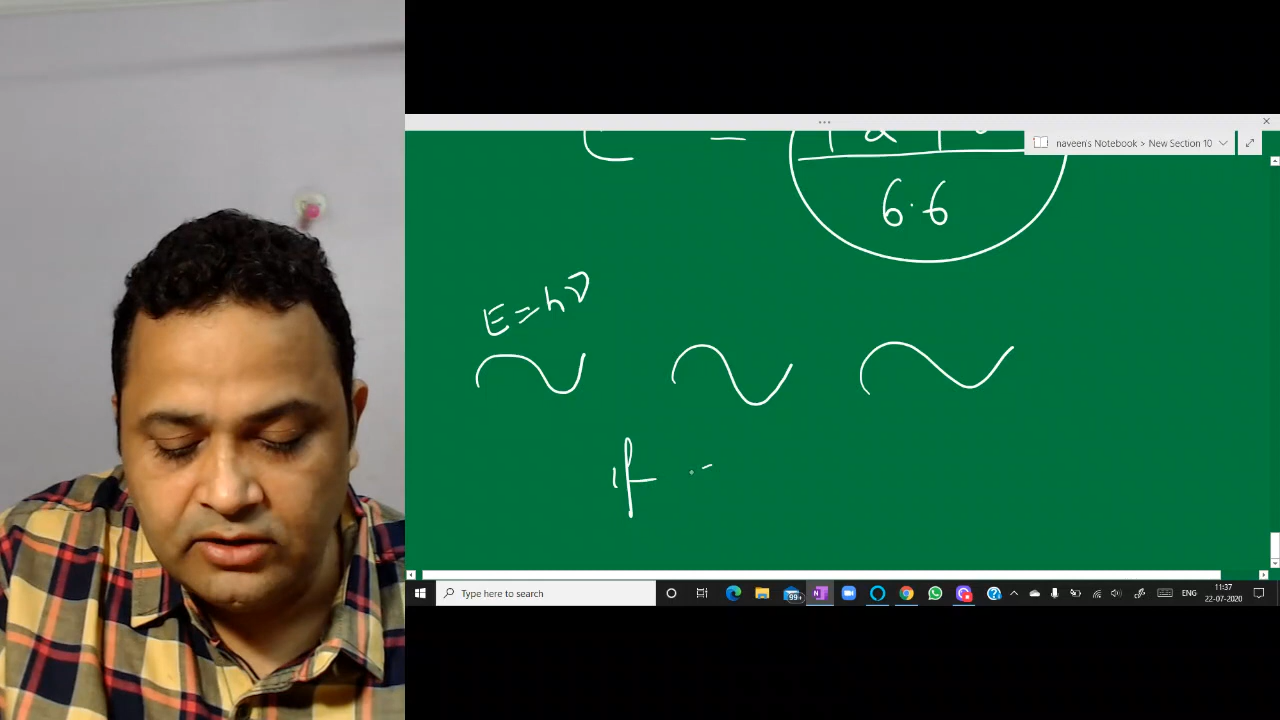 =
naveen's Notebook > New Section 10
6.6
E=hν
If
Type here to search
99+
N
ENG
11:37
22-07-2020